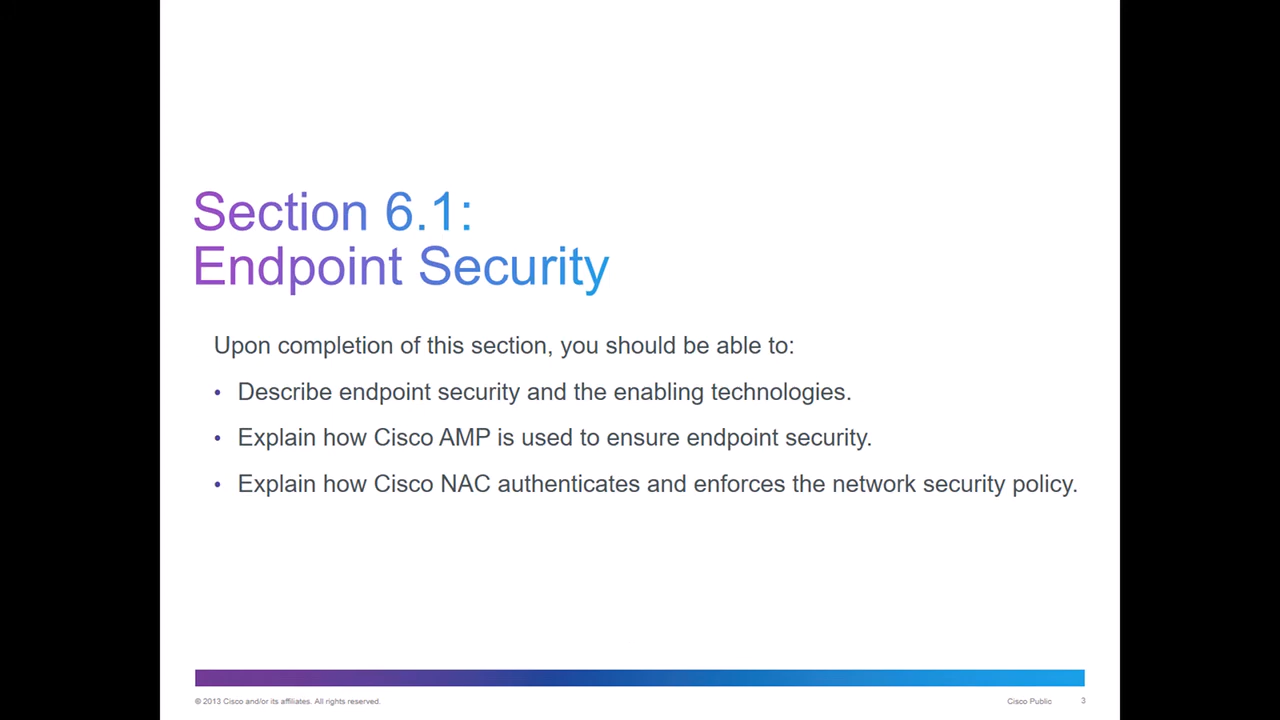 Section 6.1:
Endpoint Security
Upon completion of this section, you should be able to:
• Describe endpoint security and the enabling technologies.
• Explain how Cisco AMP is used to ensure endpoint security.
• Explain how Cisco NAC authenticates and enforces the network security policy.
© 2013 Cisco and/or its affiliates. All rights reserved.
Cisco Public
3